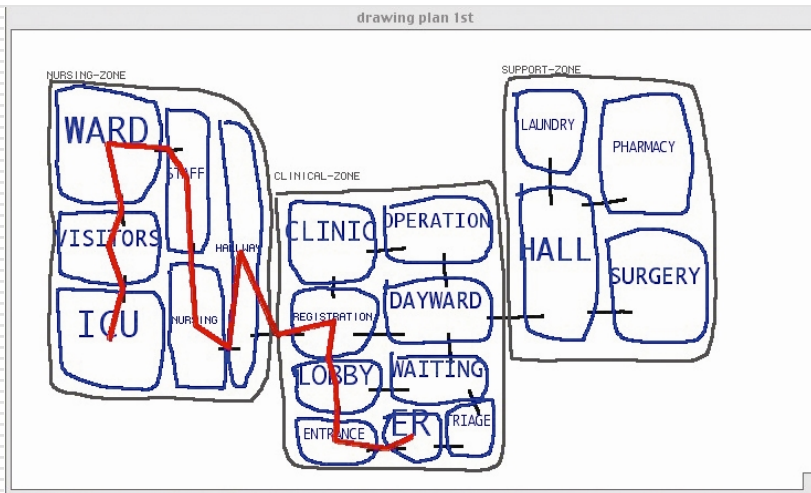 drawing plan 1st
NURSING-ZONE
WARD
STAFF
VISITORS
HALLWAY
ICU
NURSING
CLINICAL-ZONE
CLINIC
OPERATION
REGISTRATION
DAYWARD
LOBBY
WAITING
ENTRANCE
ER
TRIAGE
SUPPORT-ZONE
LAUNDRY
PHARMACY
HALL
SURGERY